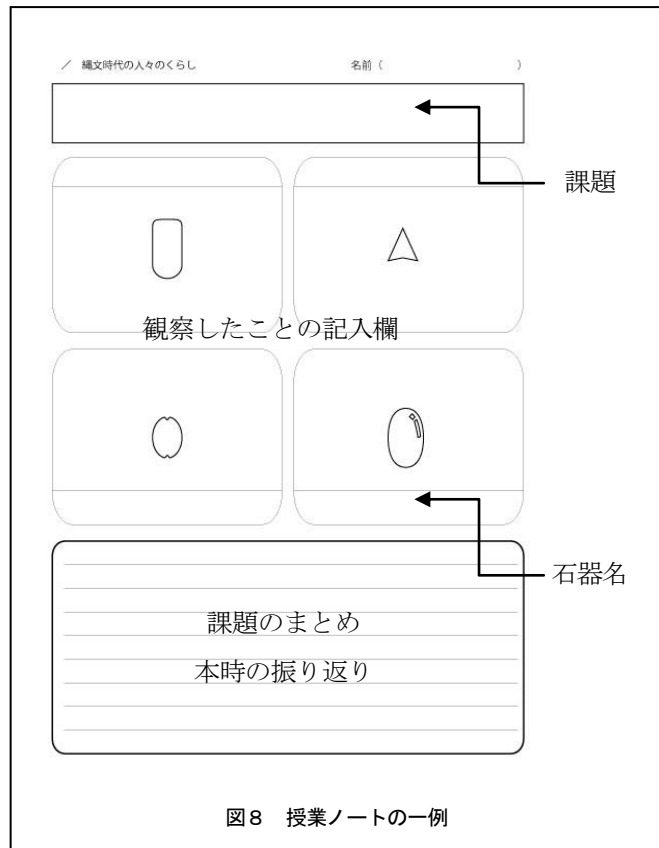 ／ 縄文時代の人々のくらし 名前（ ）
課題
観察したことの記入欄
石器名
課題のまとめ
本時の振り返り
図８ 授業ノートの一例